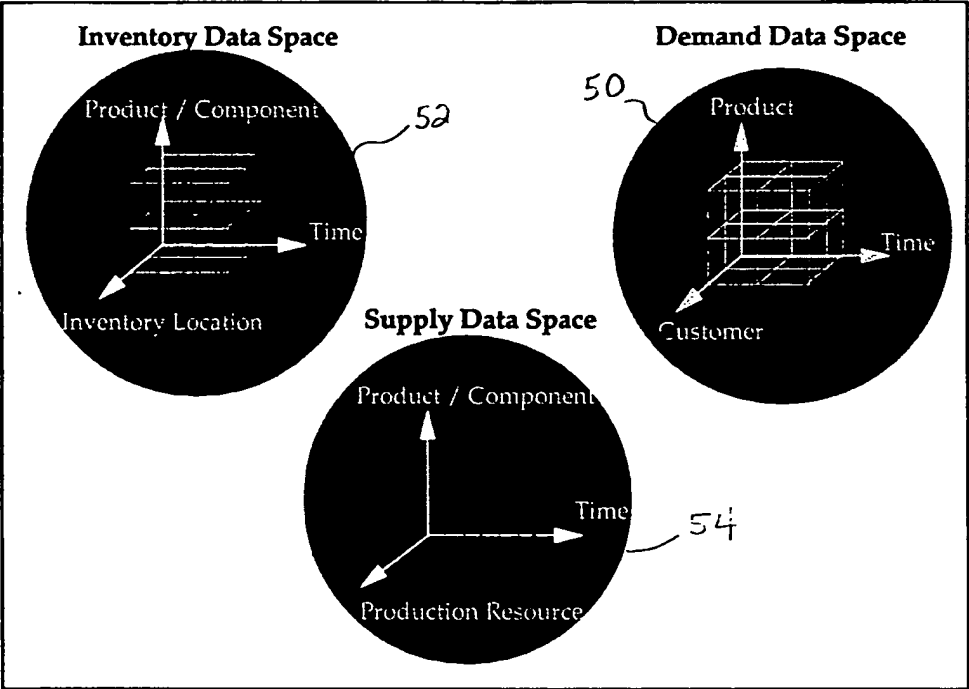 Inventory Data Space
Product / Component
52
Time
Inventory Location
Demand Data Space
50
Product
Time
Customer
Supply Data Space
Product / Component
Time
54
Production Resource